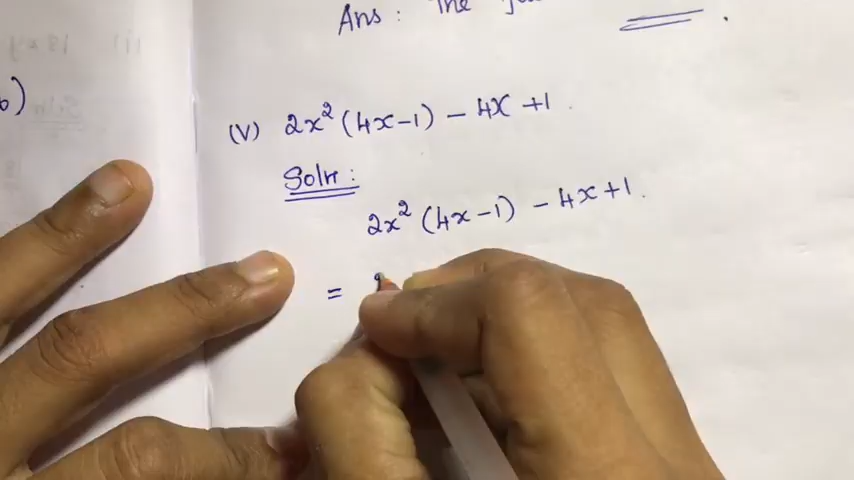 Ans: The
b)
(V) 2x² (4x-1) - 4x +1.
Soln:
2x² (4x-1) - 4x+1.
=